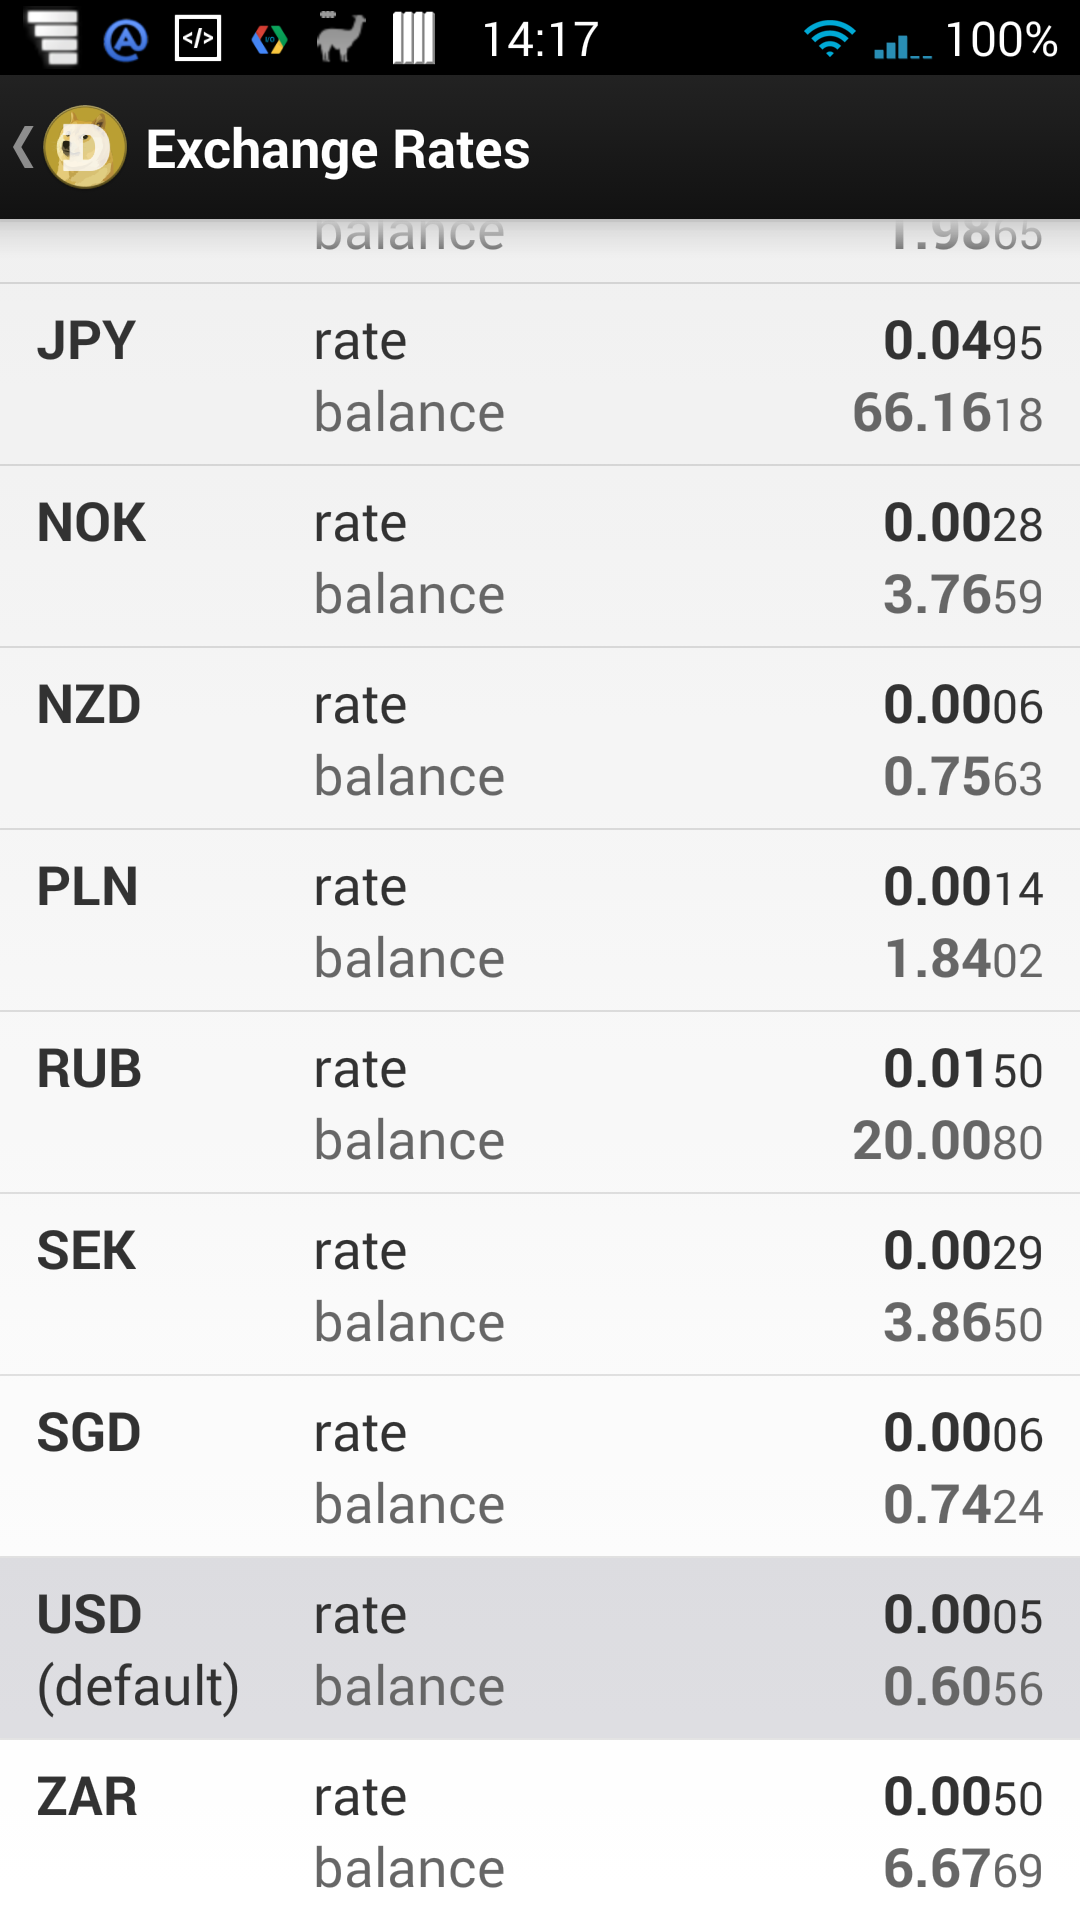 14:17 100%
Exchange Rates
balance 1.9865
JPY rate 0.0495
balance 66.1618
NOK rate 0.0028
balance 3.7659
NZD rate 0.0006
balance 0.7563
PLN rate 0.0014
balance 1.8402
RUB rate 0.0150
balance 20.0080
SEK rate 0.0029
balance 3.8650
SGD rate 0.0006
balance 0.7424
USD rate 0.0005
(default) balance 0.6056
ZAR rate 0.0050
balance 6.6769